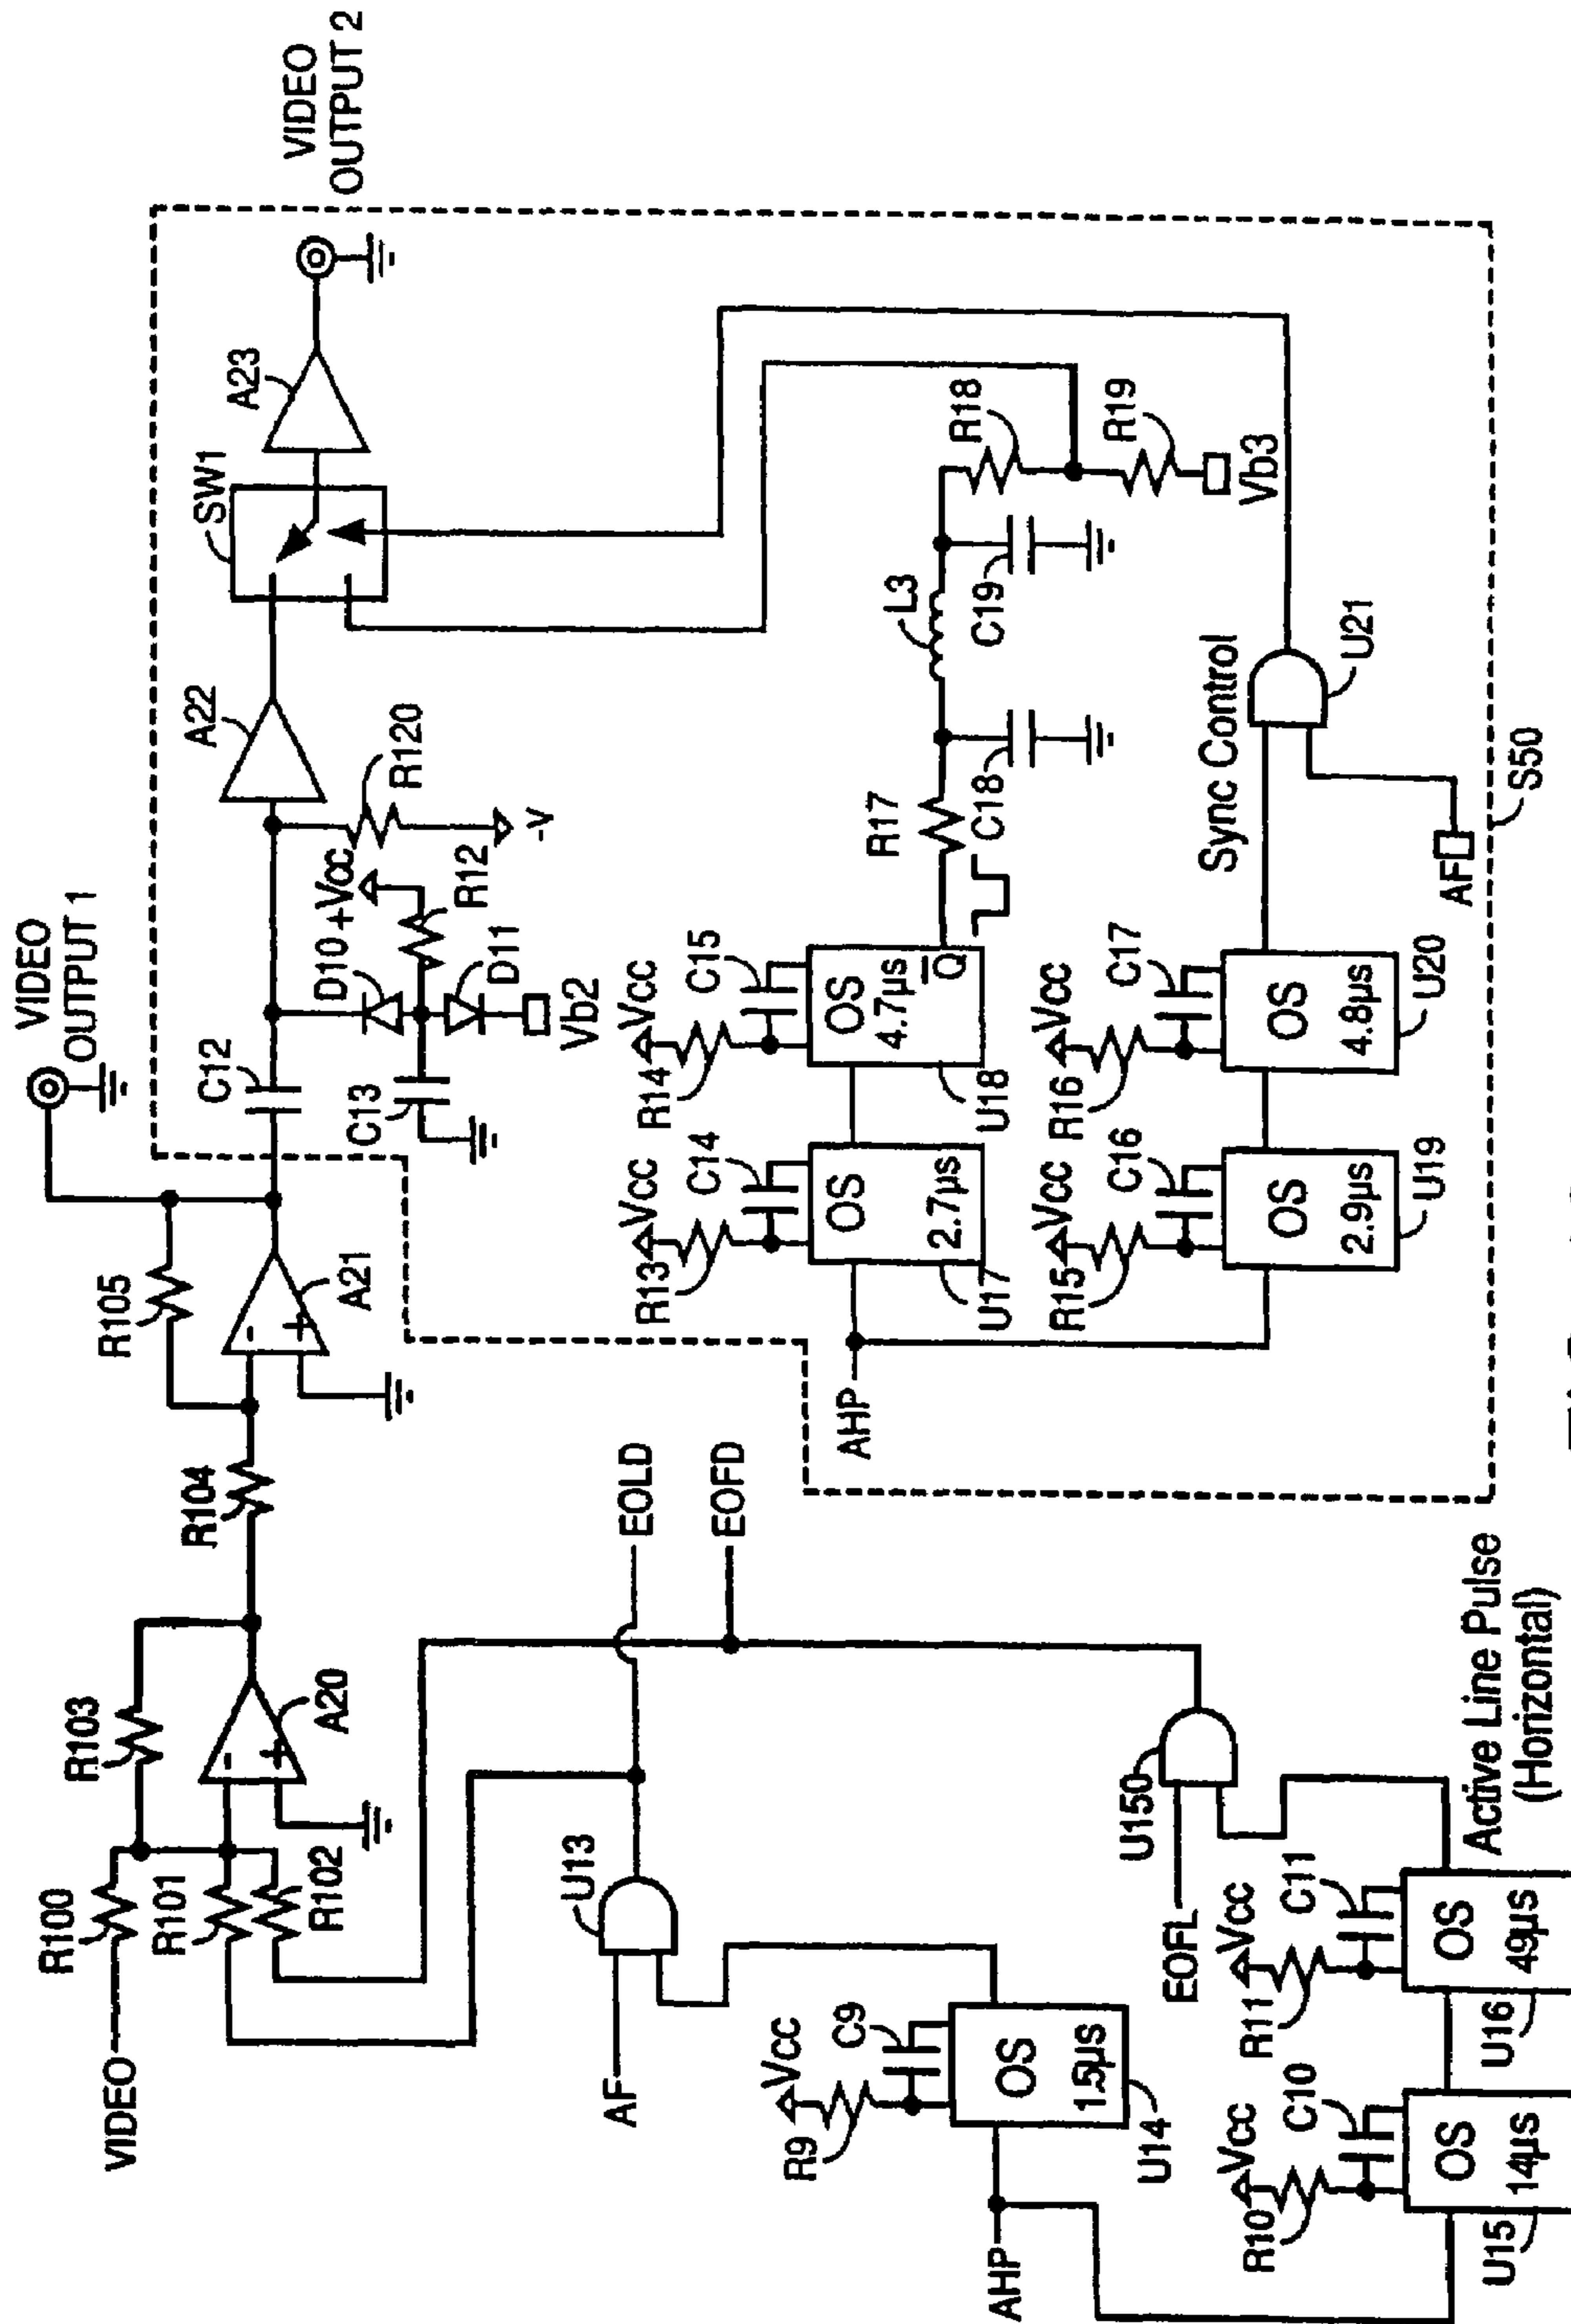 VIDEO
OUTPUT 1
VIDEO
OUTPUT 2
VIDEO
R100
R101
R102
R103
A20
R104
R105
A21
C12
C13
D10
+Vcc
R12
D11
Vb2
R120
-V
A22
SW1
A23
EOLD
EOFD
AF
U13
AHP
R9
Vcc
C9
OS
1.5µs
U14
EOFL
U150
R10
Vcc
C10
OS
14µs
U15
R11
Vcc
C11
OS
49µs
U16
Active Line Pulse
(Horizontal)
AHP
R13
Vcc
C14
OS
2.7µs
U17
R14
Vcc
C15
OS
4.7µs
Q
U18
R17
C18
L3
C19
R18
R19
Vb3
R15
Vcc
C16
OS
2.9µs
U19
R16
Vcc
C17
OS
4.8µs
U20
Sync Control
U21
AF
S50